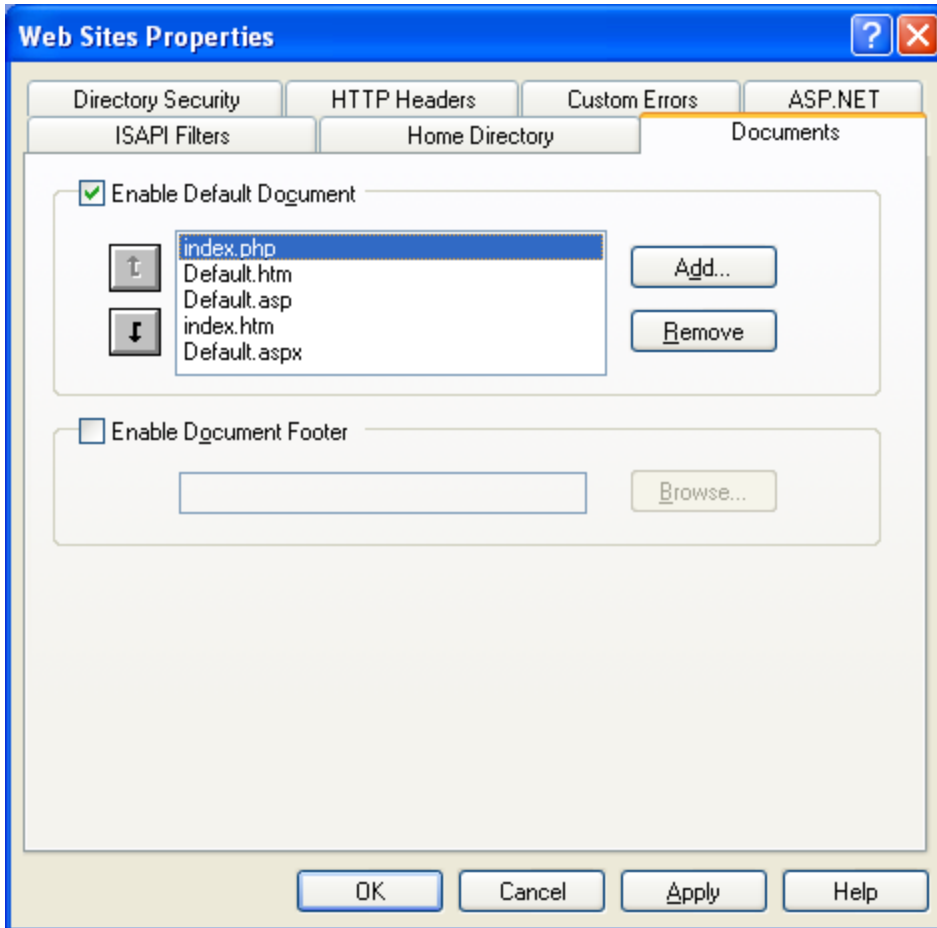 Web Sites Properties
Directory Security HTTP Headers Custom Errors ASP.NET
ISAPI Filters Home Directory Documents
Enable Default Document
index.php
Default.htm
Default.asp
index.htm
Default.aspx
Add...
Remove
Enable Document Footer
Browse...
OK Cancel Apply Help